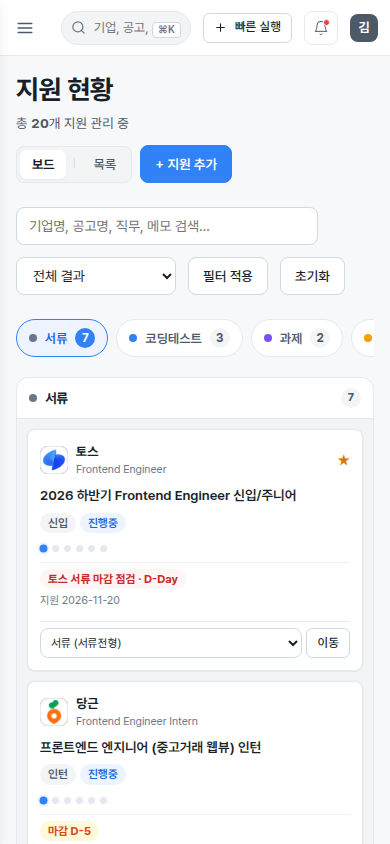 기업, 공고, ⌘K + 빠른 실행 김
지원 현황
총 20개 지원 관리 중
보드 목록 + 지원 추가
기업명, 공고명, 직무, 메모 검색...
전체 결과 필터 적용 초기화
서류 7 코딩테스트 3 과제 2
서류 7
토스
Frontend Engineer
2026 하반기 Frontend Engineer 신입/주니어
신입 진행중
토스 서류 마감 점검 · D-Day
지원 2026-11-20
서류 (서류전형) 이동
당근
Frontend Engineer Intern
프론트엔드 엔지니어 (중고거래 웹뷰) 인턴
인턴 진행중
마감 D-5